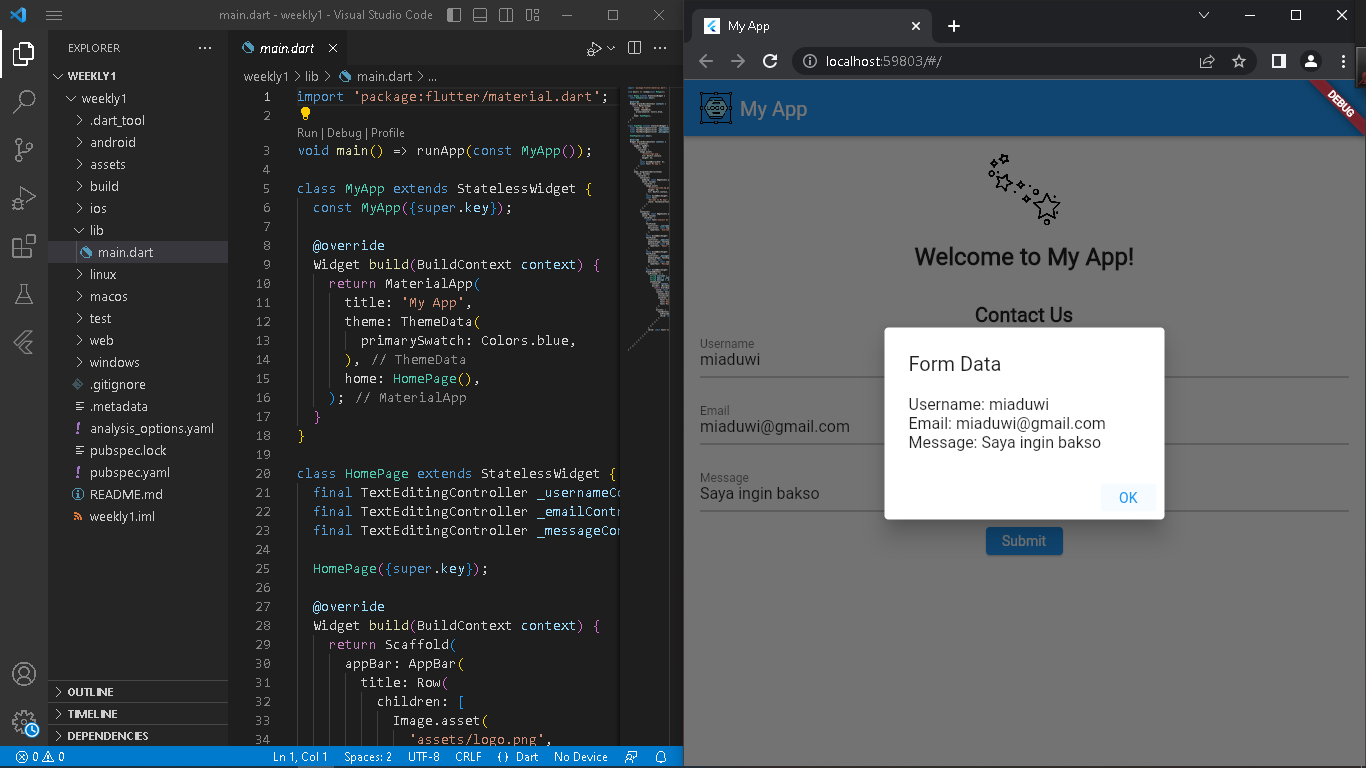 main.dart - weekly1 - Visual Studio Code
EXPLORER
WEEKLY1
weekly1
.dart_tool
android
assets
build
ios
lib
main.dart
linux
macos
test
web
windows
.gitignore
.metadata
analysis_options.yaml
pubspec.lock
pubspec.yaml
README.md
weekly1.iml
OUTLINE
TIMELINE
DEPENDENCIES
main.dart
weekly1 > lib > main.dart > ...
1 import 'package:flutter/material.dart';
2
Run | Debug | Profile
3 void main() => runApp(const MyApp());
4
5 class MyApp extends StatelessWidget {
6 const MyApp({super.key});
7
8 @override
9 Widget build(BuildContext context) {
10 return MaterialApp(
11 title: 'My App',
12 theme: ThemeData(
13 primarySwatch: Colors.blue,
14 ), // ThemeData
15 home: HomePage(),
16 ); // MaterialApp
17 }
18 }
19
20 class HomePage extends StatelessWidget {
21 final TextEditingController _usernameCo
22 final TextEditingController _emailContr
23 final TextEditingController _messageCon
24
25 HomePage({super.key});
26
27 @override
28 Widget build(BuildContext context) {
29 return Scaffold(
30 appBar: AppBar(
31 title: Row(
32 children: [
33 Image.asset(
34 "assets/logo.png",
0 0 Ln 1, Col 1 Spaces: 2 UTF-8 CRLF {} Dart No Device
My App
localhost:59803/#/
LOGO
My App
DEBUG
Welcome to My App!
Contact Us
Username
miaduwi
Email
miaduwi@gmail.com
Message
Saya ingin bakso
Submit
Form Data
Username: miaduwi
Email: miaduwi@gmail.com
Message: Saya ingin bakso
OK